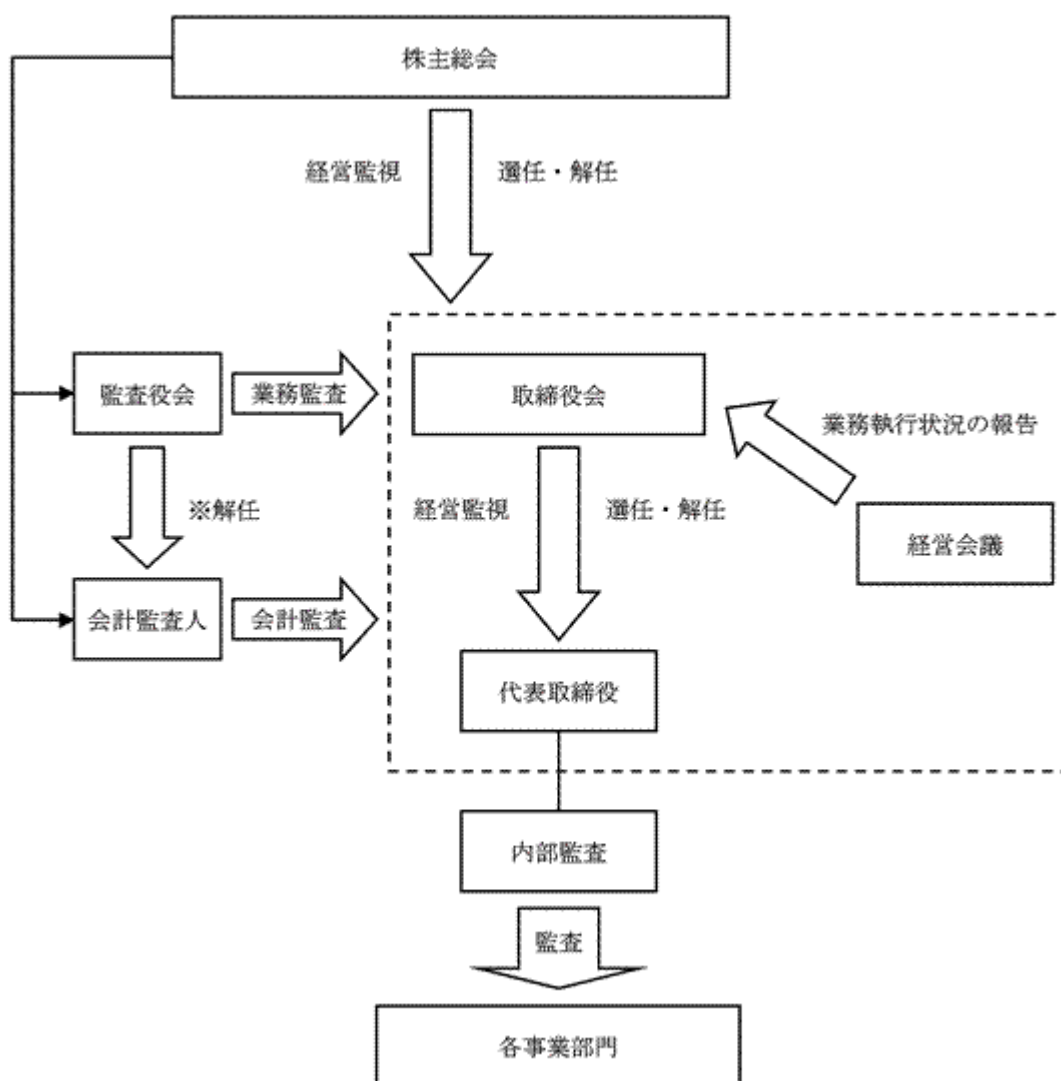 株主総会
経営監視
選任・解任
監査役会
業務監査
取締役会
業務執行状況の報告
※解任
経営監視
選任・解任
経営会議
会計監査人
会計監査
代表取締役
内部監査
監査
各事業部門